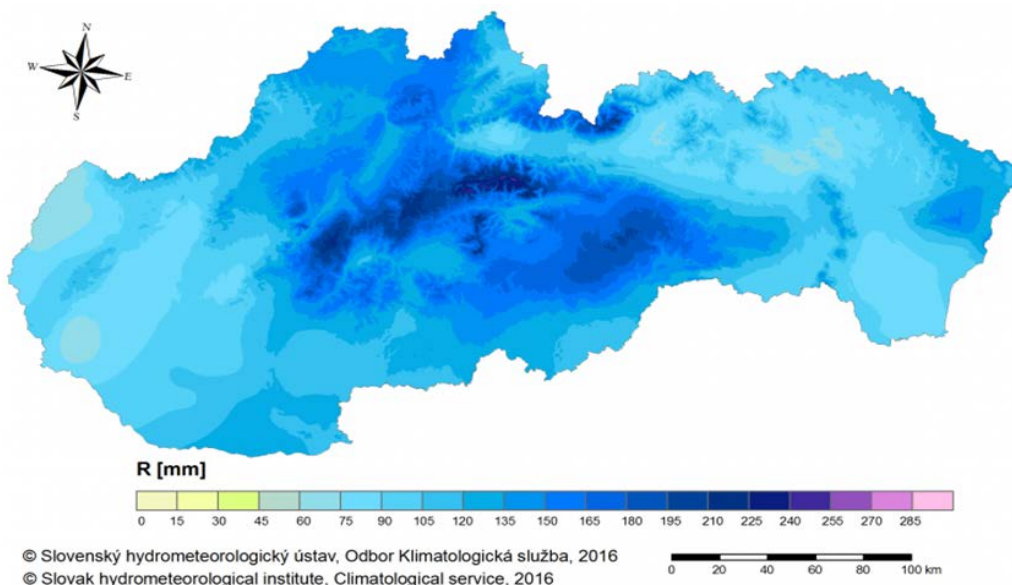 N
W E
S
R [mm]
0 15 30 45 60 75 90 105 120 135 150 165 180 195 210 225 240 255 270 285
© Slovenský hydrometeorologický ústav, Odbor Klimatologická služba, 2016
0 20 40 60 80 100 km
© Slovak hydrometeorological institute, Climatological service, 2016